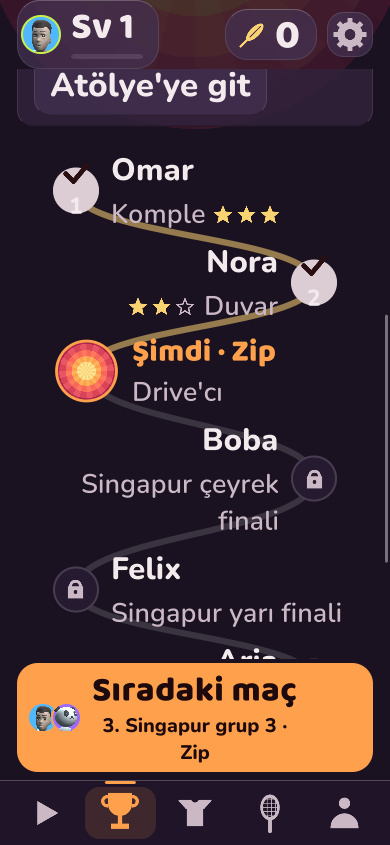 Sv 1
0
Atölye'ye git
Omar
1
Komple ★★★
Nora
2
★★☆ Duvar
Şimdi · Zip
Drive'cı
Boba
Singapur çeyrek
finali
Felix
Singapur yarı finali
Sıradaki maç
3. Singapur grup 3 ·
Zip